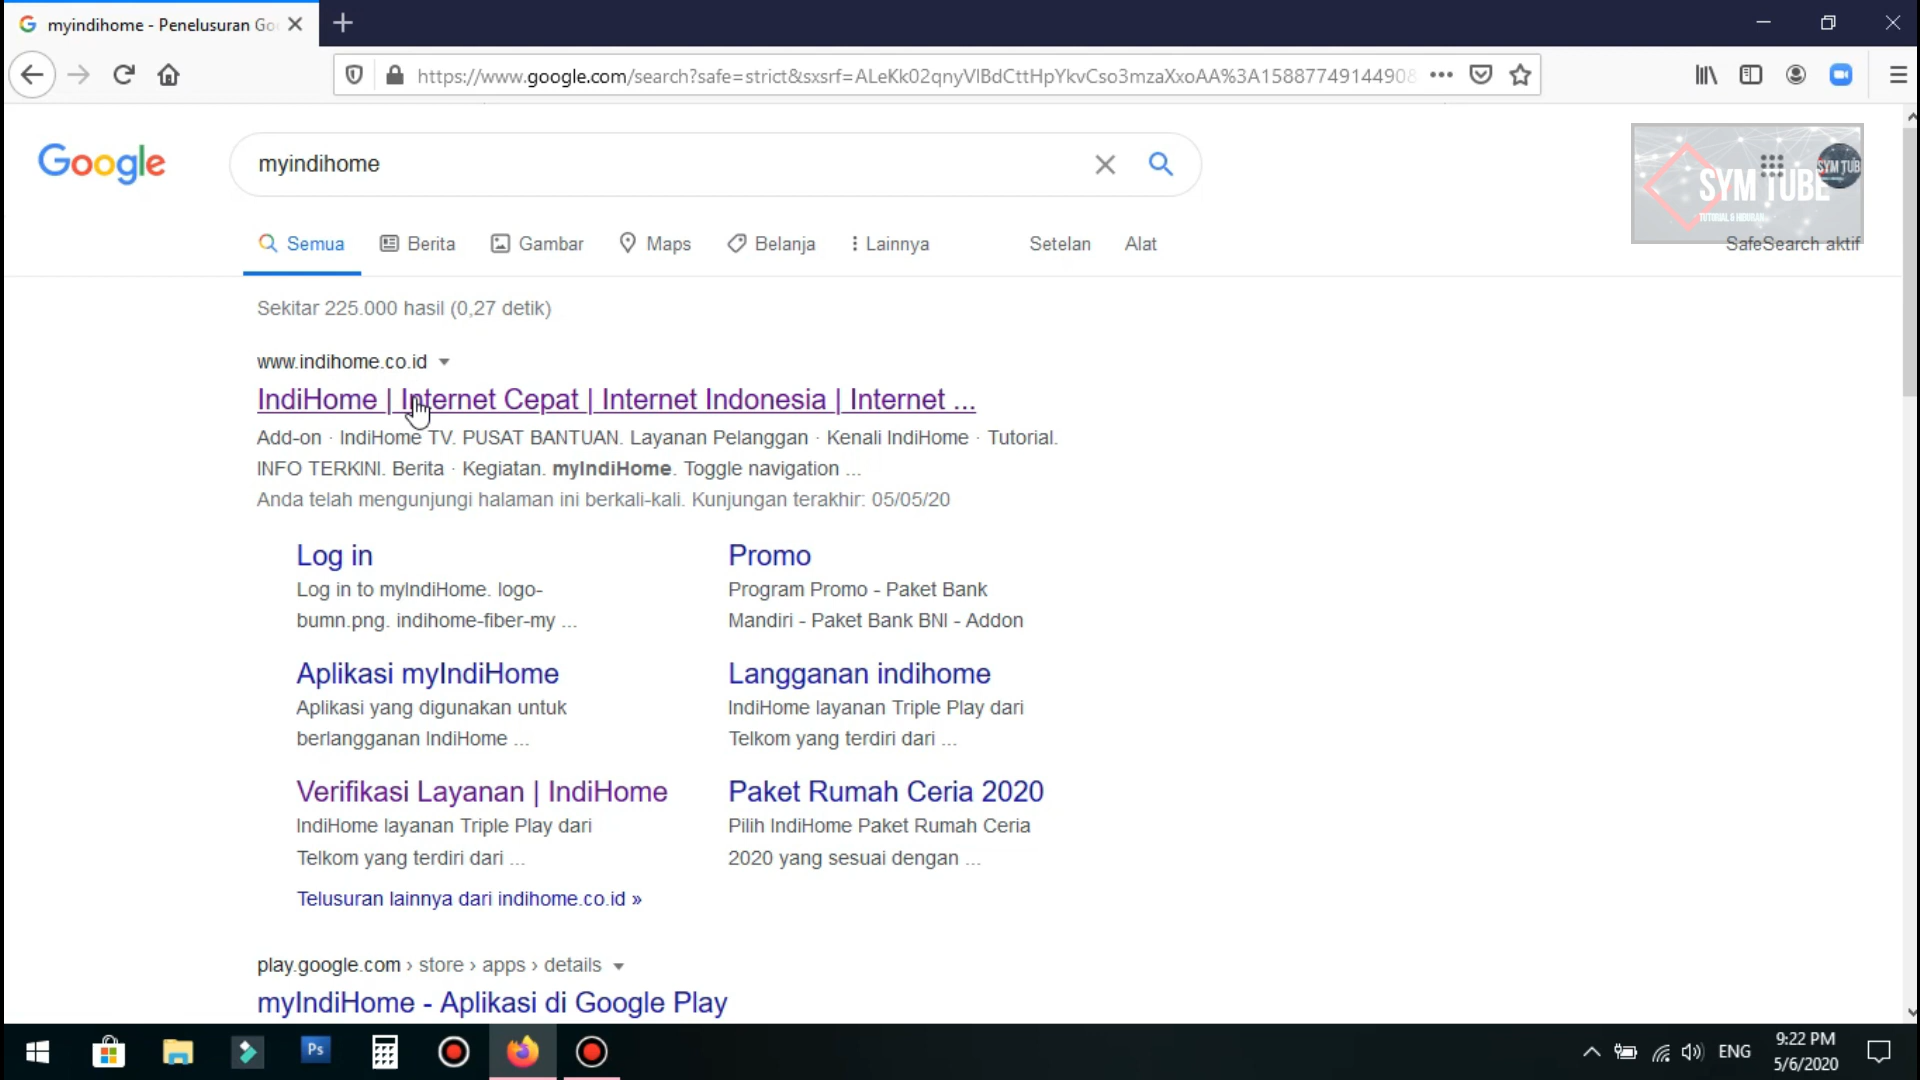 myindihome - Penelusuran Go
https://www.google.com/search?safe=strict&sxsrf=ALeKk02qnyVlBdCttHpYkvCso3mzaXxoAA%3A1588774914490
Google
myindihome
SYM TUBE
SYM TUB
Semua Berita Gambar Maps Belanja Lainnya Setelan Alat
SafeSearch aktif
Sekitar 225.000 hasil (0,27 detik)
www.indihome.co.id
IndiHome | Internet Cepat | Internet Indonesia | Internet ...
Add-on · IndiHome TV. PUSAT BANTUAN. Layanan Pelanggan · Kenali IndiHome · Tutorial.
INFO TERKINI. Berita · Kegiatan. myIndiHome. Toggle navigation ...
Anda telah mengunjungi halaman ini berkali-kali. Kunjungan terakhir: 05/05/20
Log in
Log in to myIndiHome. logo-
bumn.png. indihome-fiber-my ...
Promo
Program Promo - Paket Bank
Mandiri - Paket Bank BNI - Addon
Aplikasi myIndiHome
Aplikasi yang digunakan untuk
berlangganan IndiHome ...
Langganan indihome
IndiHome layanan Triple Play dari
Telkom yang terdiri dari ...
Verifikasi Layanan | IndiHome
IndiHome layanan Triple Play dari
Telkom yang terdiri dari ...
Paket Rumah Ceria 2020
Pilih IndiHome Paket Rumah Ceria
2020 yang sesuai dengan ...
Telusuran lainnya dari indihome.co.id »
play.google.com › store › apps › details
myIndiHome - Aplikasi di Google Play
Ps
ENG
9:22 PM
5/6/2020